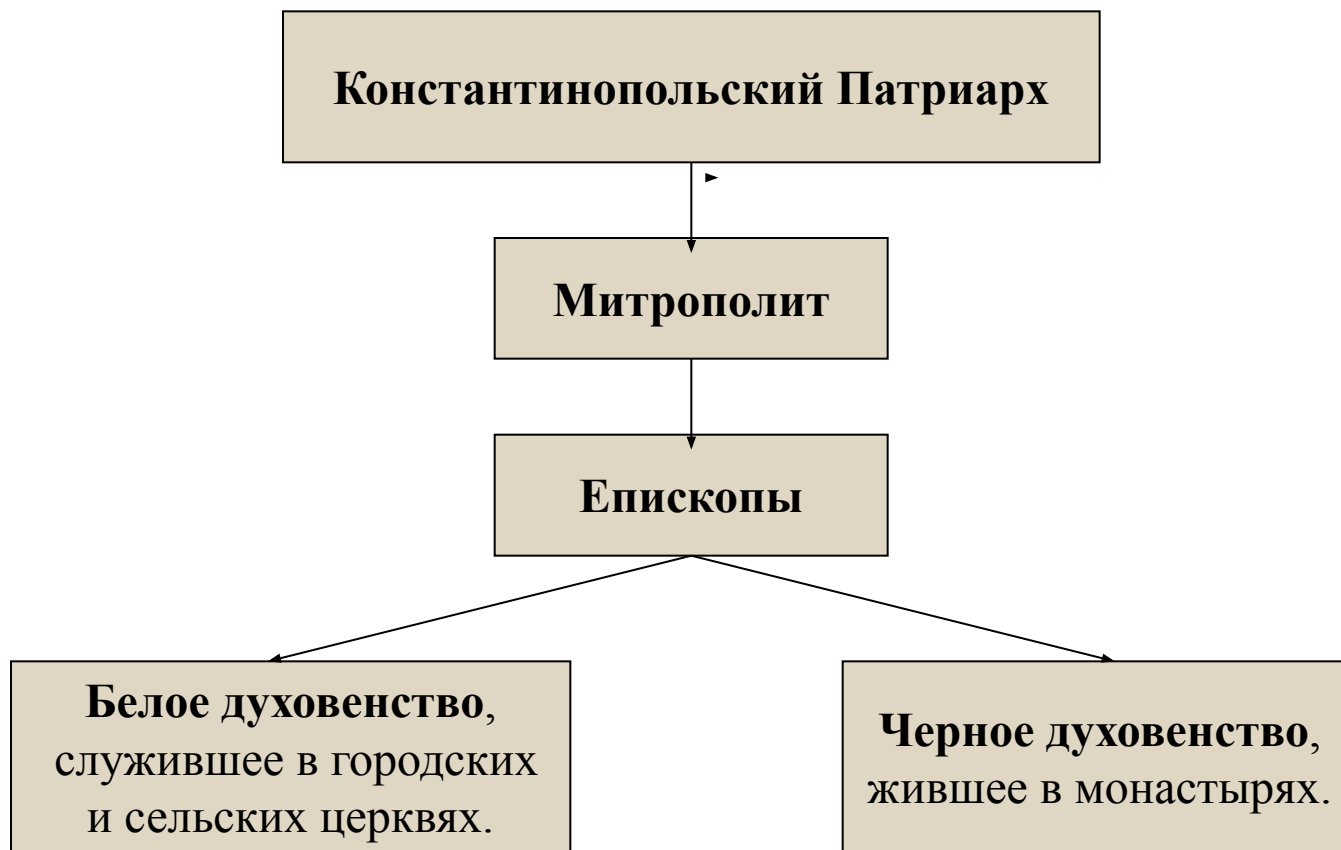 Константинопольский Патриарх
Митрополит
Епископы
Белое духовенство,
служившее в городских
и сельских церквях.
Черное духовенство,
жившее в монастырях.